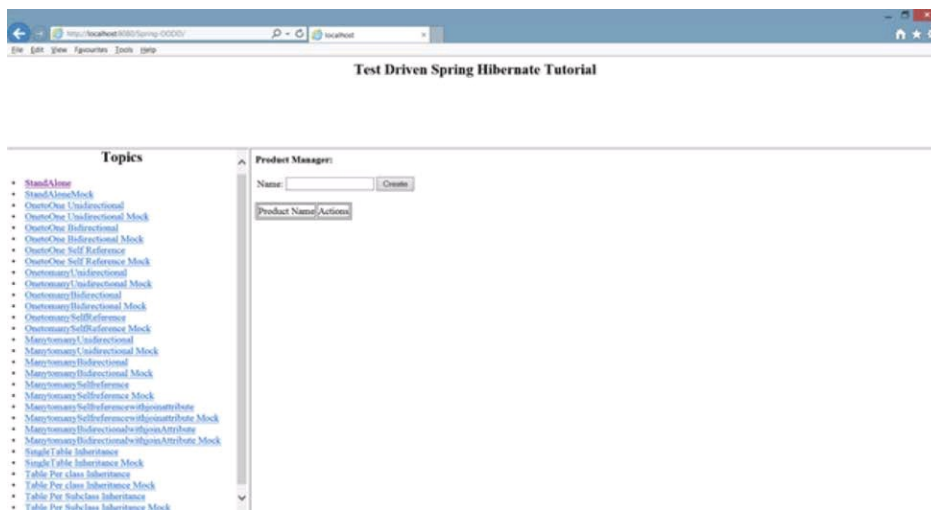 http://localhost:8080/Spring-OODD/
localhost
File Edit View Favourites Tools Help
Test Driven Spring Hibernate Tutorial
Topics
StandAlone
StandAloneMock
OnetoOne Unidirectional
OnetoOne Unidirectional Mock
OnetoOne Bidirectional
OnetoOne Bidirectional Mock
OnetoOne Self Reference
OnetoOne Self Reference Mock
OnetomanyUnidirectional
OnetomanyUnidirectional Mock
OnetomanyBidirectional
OnetomanyBidirectional Mock
OnetomanySelfReference
OnetomanySelfReference Mock
ManytomanyUnidirectional
ManytomanyUnidirectional Mock
ManytomanyBidirectional
ManytomanyBidirectional Mock
ManytomanySelfreference
ManytomanySelfreference Mock
ManytomanySelfreferencewithjoinattribute
ManytomanySelfreferencewithjoinattribute Mock
ManytomanyBidirectionalwithjoinAttribute
ManytomanyBidirectionalwithjoinAttribute Mock
SingleTable Inheritance
SingleTable Inheritance Mock
Table Per class Inheritance
Table Per class Inheritance Mock
Table Per Subclass Inheritance
Table Per Subclass Inheritance Mock
Product Manager:
Name: Create
Product Name Actions